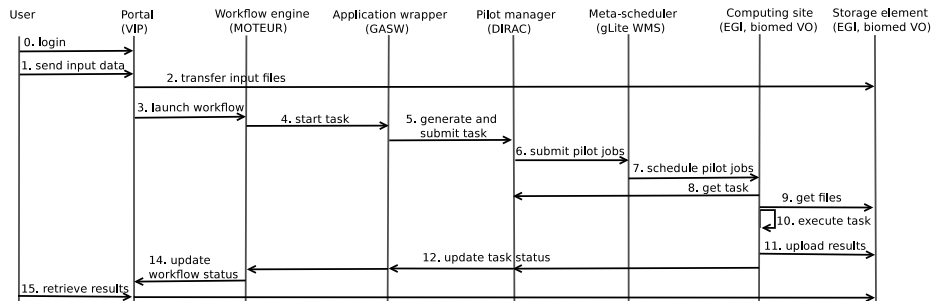 User
Portal
(VIP)
Workflow engine
(MOTEUR)
Application wrapper
(GASW)
Pilot manager
(DIRAC)
Meta-scheduler
(gLite WMS)
Computing site
(EGI, biomed VO)
Storage element
(EGI, biomed VO)
0. login
1. send input data
2. transfer input files
3. launch workflow
4. start task
5. generate and
submit task
6. submit pilot jobs
7. schedule pilot jobs
8. get task
9. get files
10. execute task
11. upload results
12. update task status
14. update
workflow status
15. retrieve results